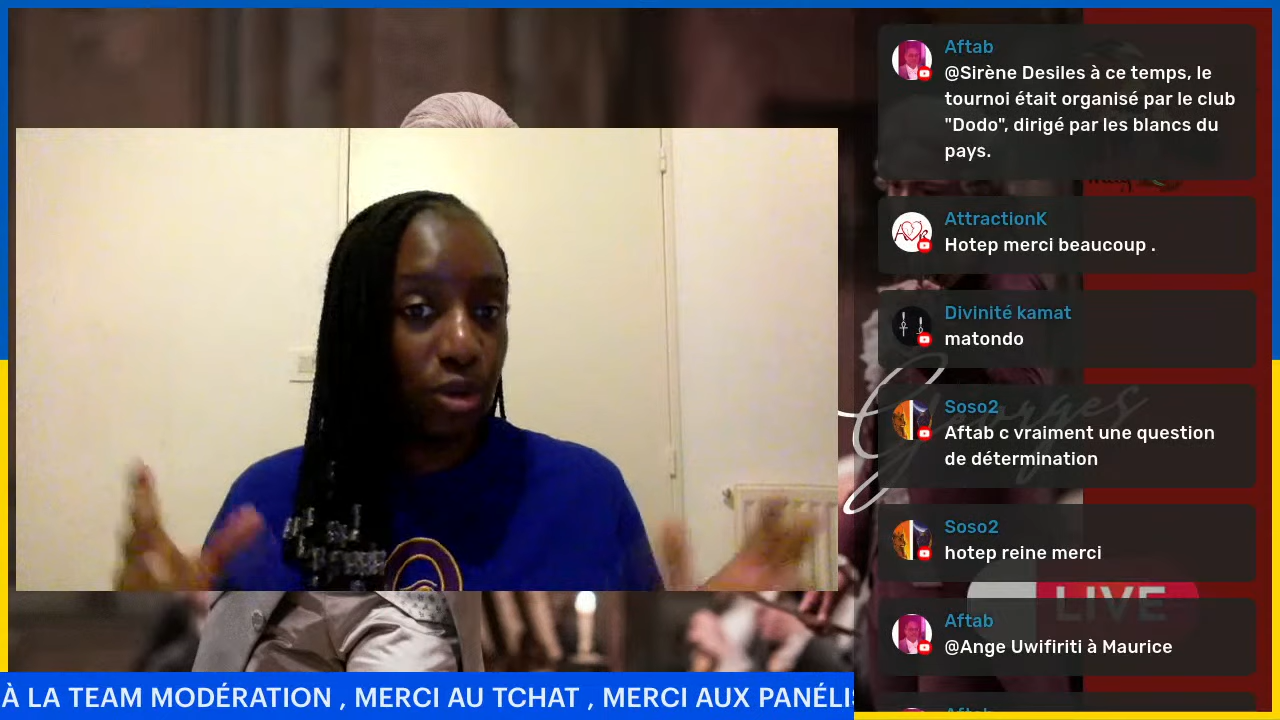 Aftab
@Sirène Desiles à ce temps, le
tournoi était organisé par le club
"Dodo", dirigé par les blancs du
pays.
AttractionK
Hotep merci beaucoup .
Divinité kamat
matondo
Georges
Soso2
Aftab c vraiment une question
de détermination
Soso2
hotep reine merci
LIVE
Aftab
@Ange Uwifiriti à Maurice
Aftab
À LA TEAM MODÉRATION , MERCI AU TCHAT , MERCI AUX PANÉLIS